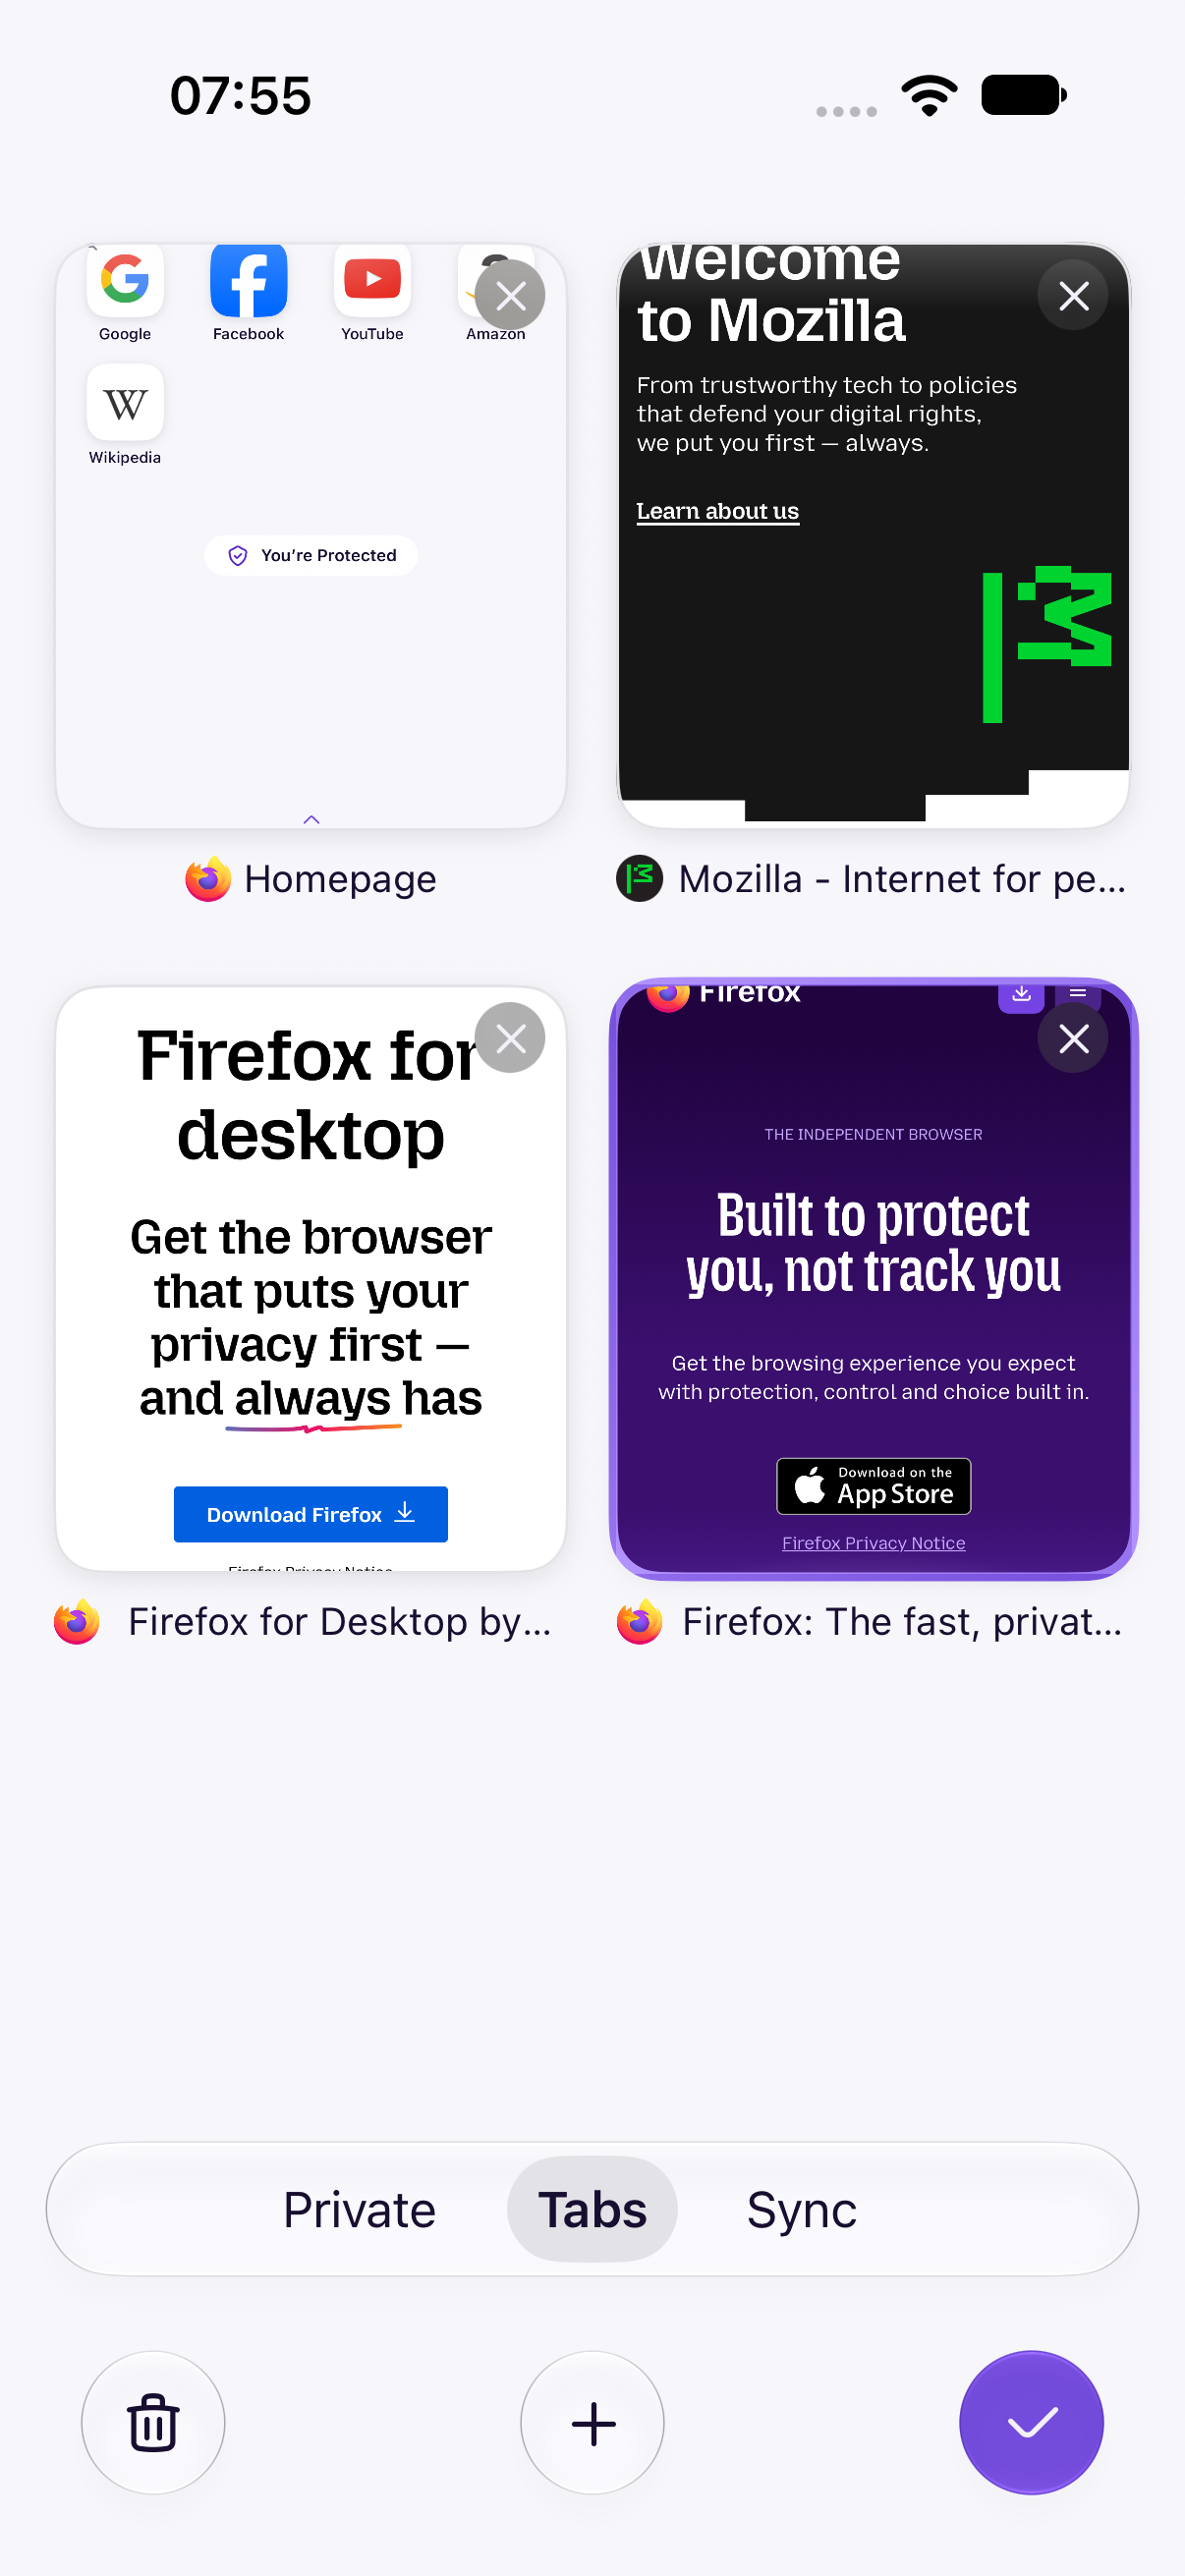 07:55
Google
Facebook
YouTube
Amazon
W
Wikipedia
You're Protected
Homepage
Welcome
to Mozilla
From trustworthy tech to policies
that defend your digital rights,
we put you first — always.
Learn about us
Mozilla - Internet for pe...
Firefox for
desktop
Get the browser
that puts your
privacy first —
and always has
Download Firefox
Firefox Privacy Notice
Firefox for Desktop by...
Firefox
THE INDEPENDENT BROWSER
Built to protect
you, not track you
Get the browsing experience you expect
with protection, control and choice built in.
Download on the
App Store
Firefox Privacy Notice
Firefox: The fast, privat...
Private
Tabs
Sync